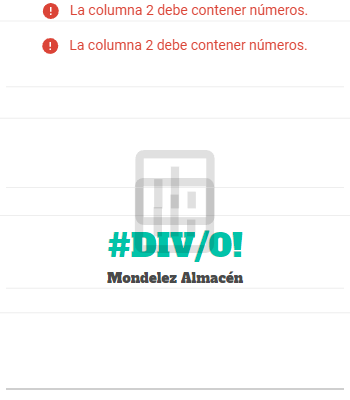 La columna 2 debe contener números.
La columna 2 debe contener números.
#DIV/0!
Mondelez Almacén